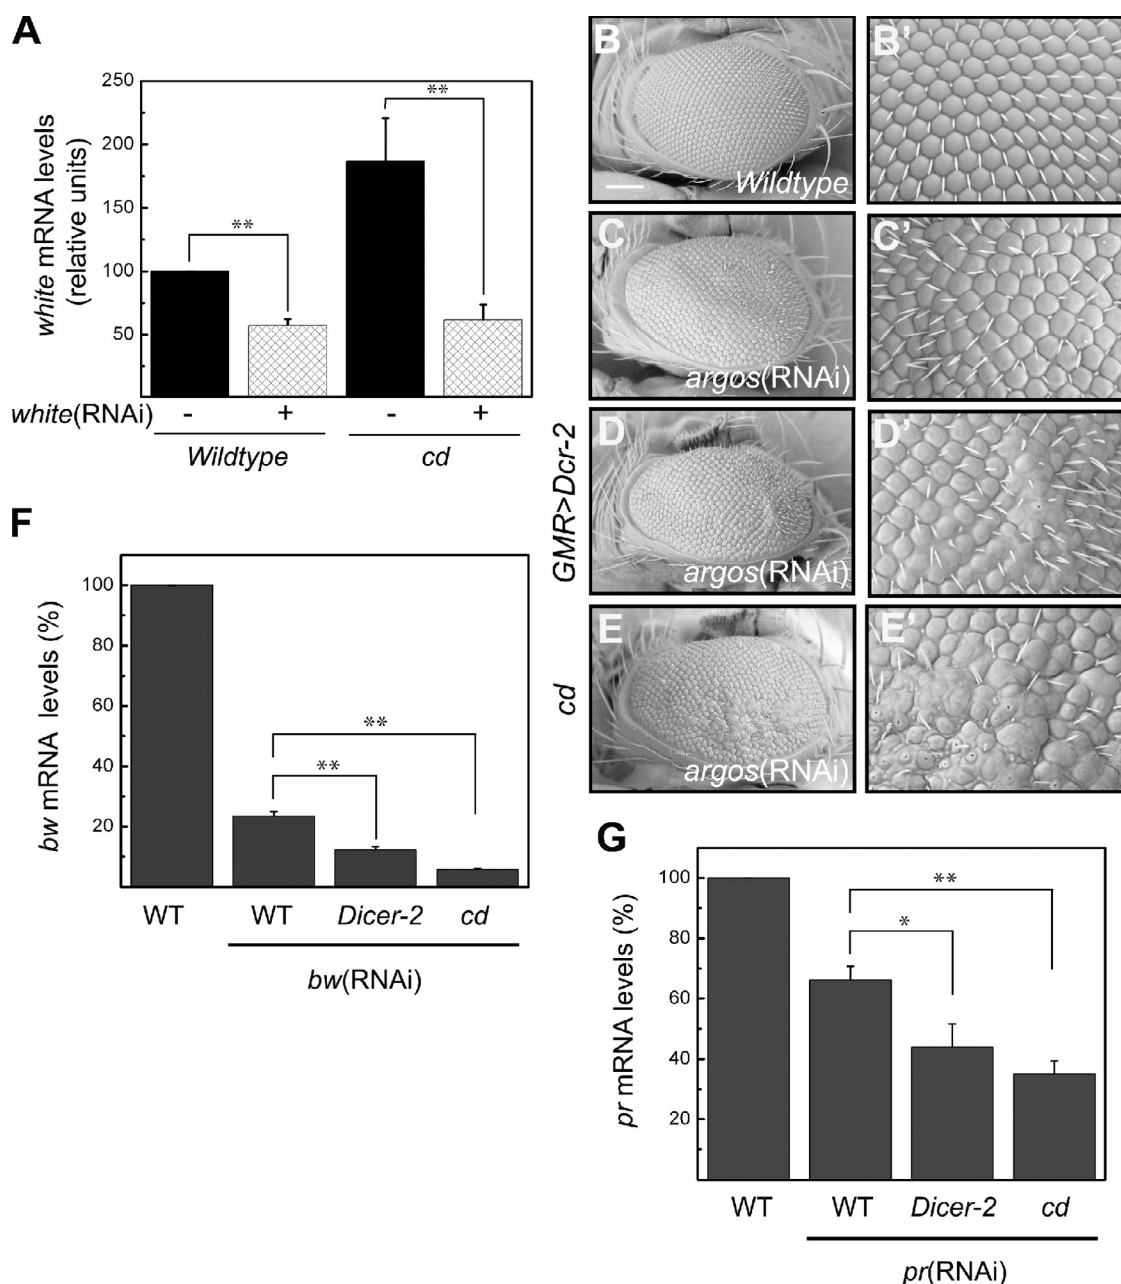 A
white mRNA levels
(relative units)
250
200
150
100
50
**
**
white(RNAi) - + - +
Wildtype cd
B
Wildtype
B'
C
argos(RNAi)
C'
GMR>Dcr-2
D
argos(RNAi)
D'
cd
E
argos(RNAi)
E'
F
bw mRNA levels (%)
100
80
60
40
20
**
**
WT WT Dicer-2 cd
bw(RNAi)
G
pr mRNA levels (%)
100
80
60
40
20
**
*
WT WT Dicer-2 cd
pr(RNAi)